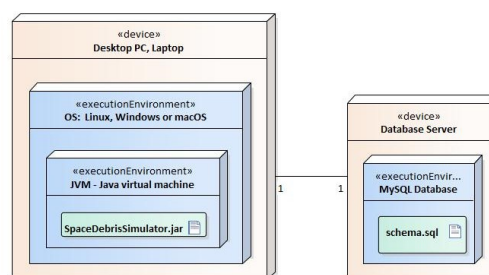 «device»
Desktop PC, Laptop
«executionEnvironment»
OS: Linux, Windows or macOS
«executionEnvironment»
JVM - Java virtual machine
SpaceDebrisSimulator.jar
1
1
«device»
Database Server
«executionEnvir...
MySQL Database
schema.sql